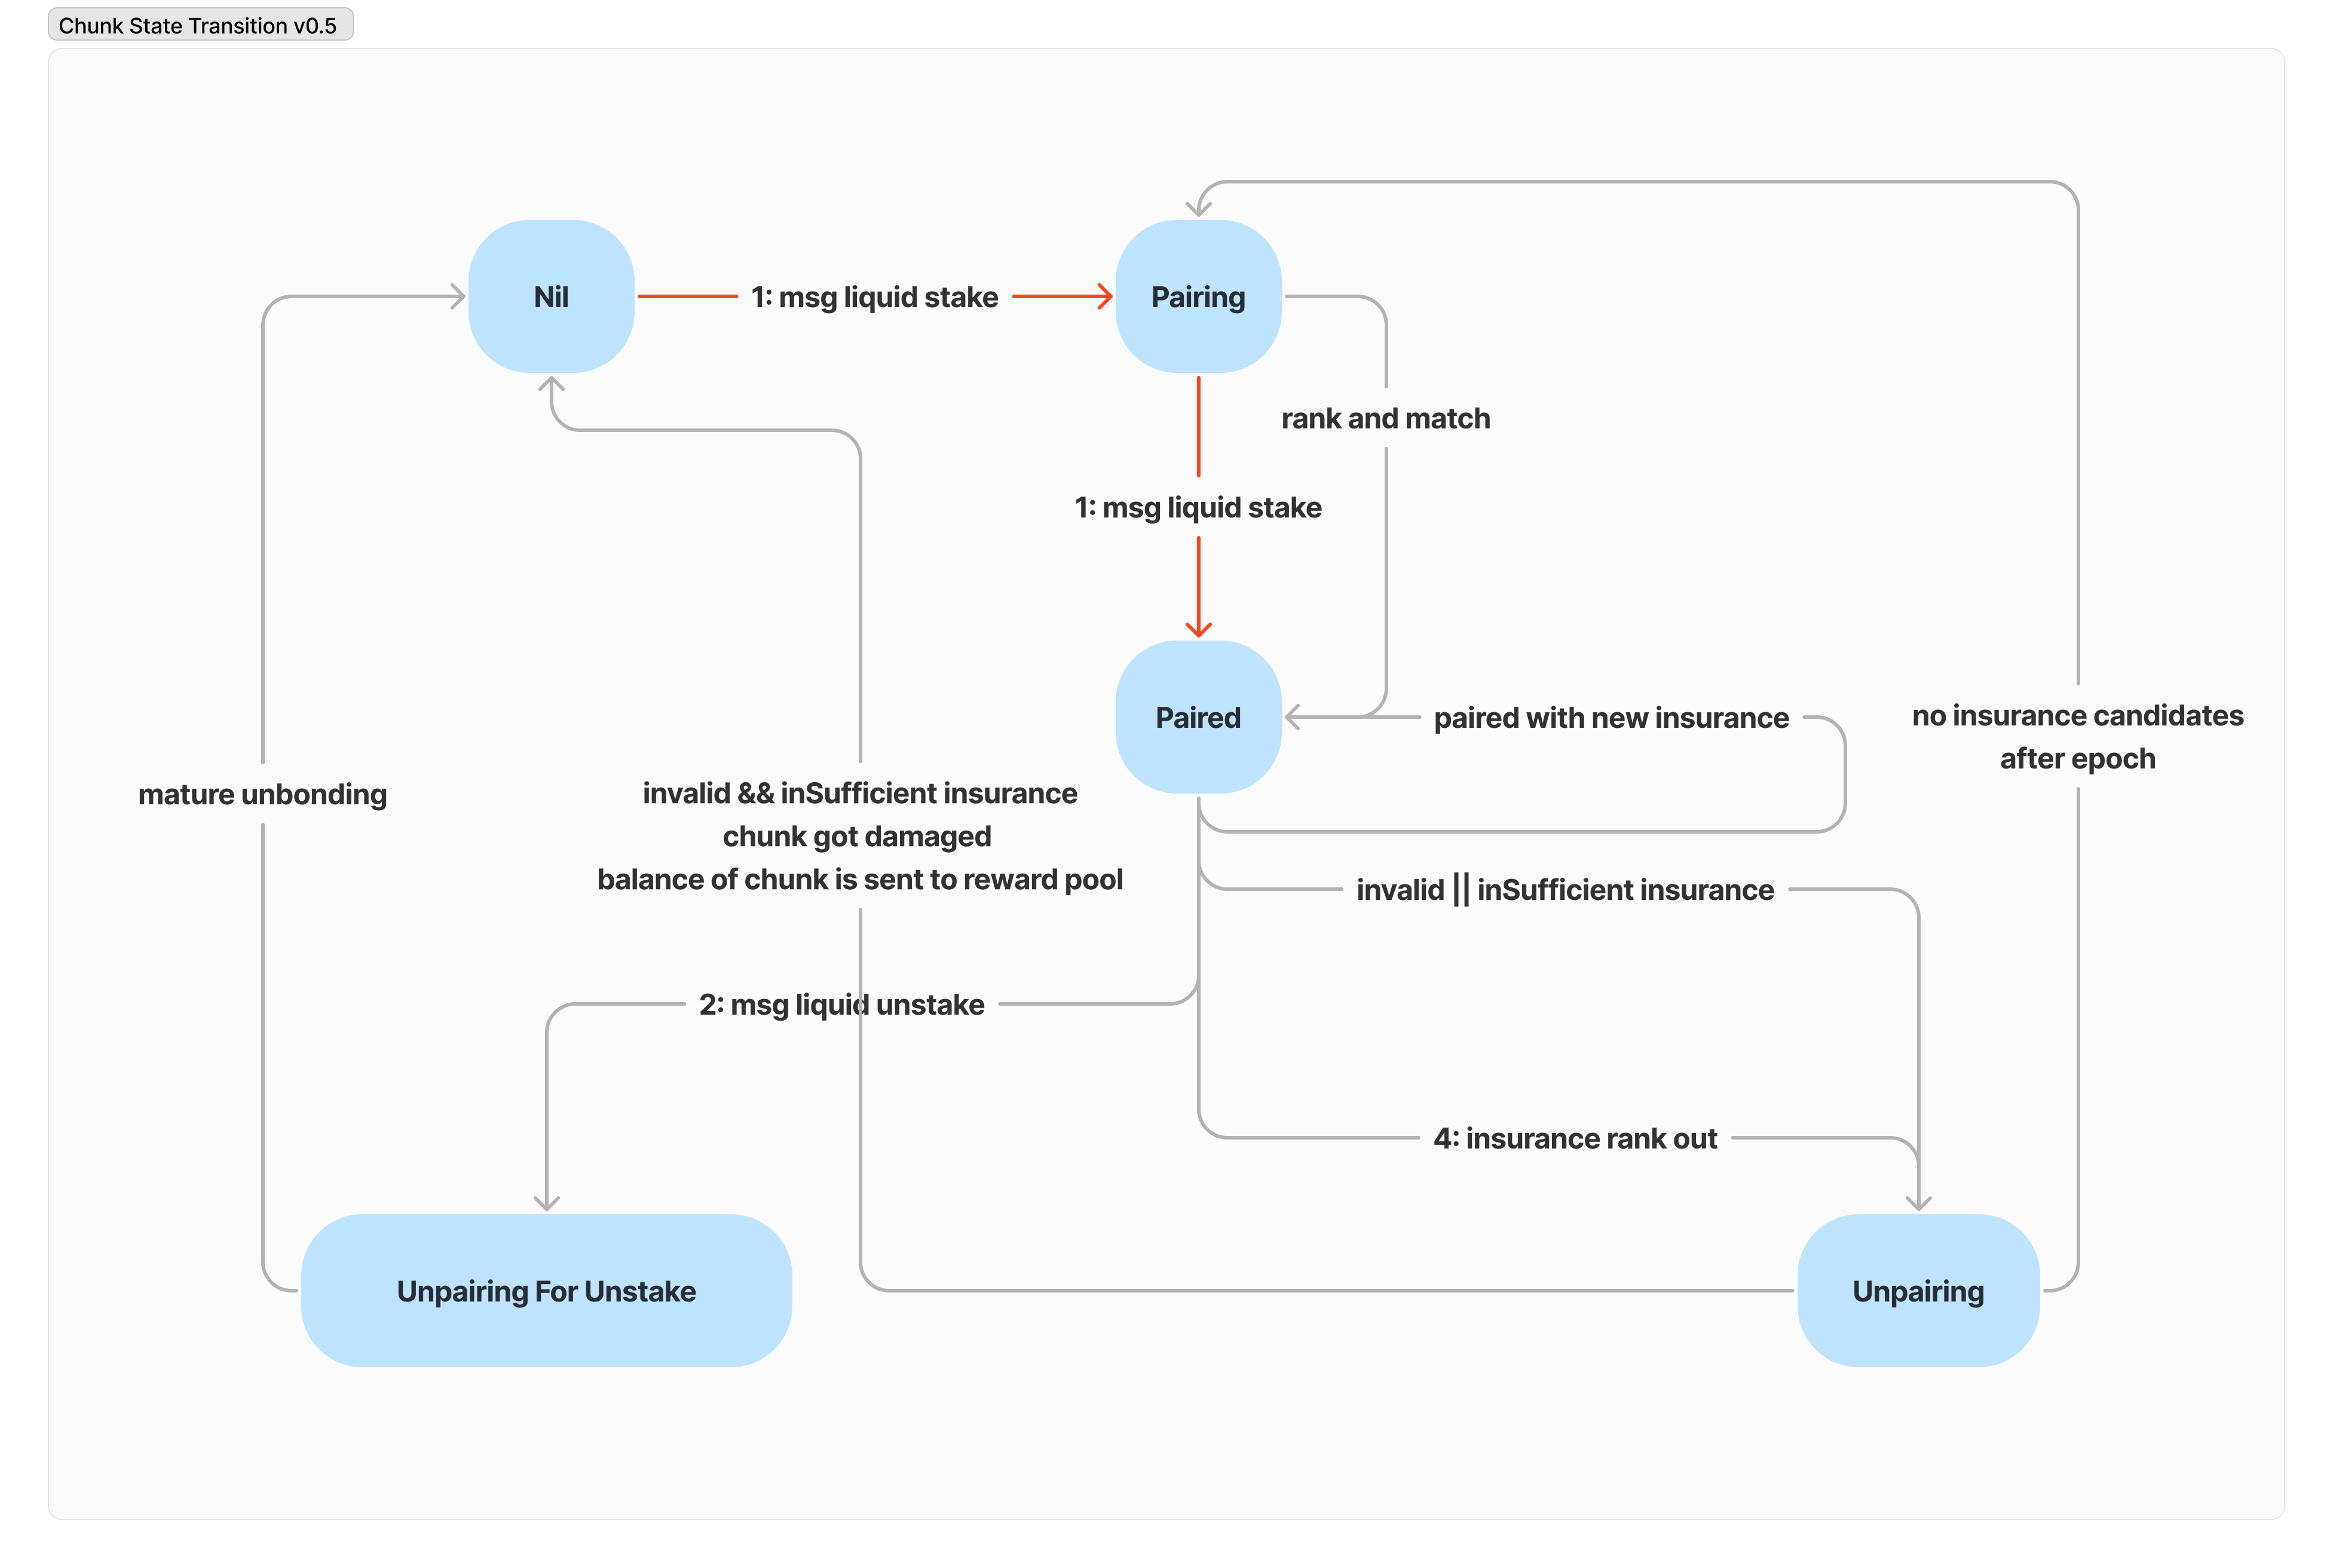 Chunk State Transition v0.5
Nil
1: msg liquid stake
Pairing
rank and match
1: msg liquid stake
Paired
paired with new insurance
no insurance candidates
after epoch
mature unbonding
invalid && inSufficient insurance
chunk got damaged
balance of chunk is sent to reward pool
invalid || inSufficient insurance
2: msg liquid unstake
4: insurance rank out
Unpairing For Unstake
Unpairing